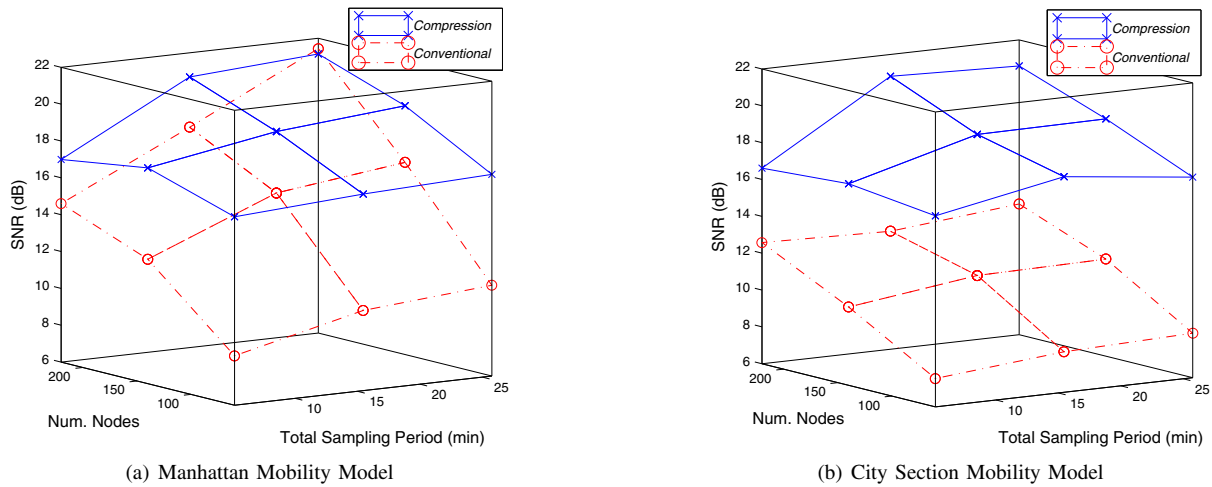 Compression
Conventional
22
20
18
16
14
12
10
8
6
SNR (dB)
200
150
100
Num. Nodes
10
15
20
25
Total Sampling Period (min)
(a) Manhattan Mobility Model
Compression
Conventional
22
20
18
16
14
12
10
8
6
SNR (dB)
200
150
100
Num. Nodes
10
15
20
25
Total Sampling Period (min)
(b) City Section Mobility Model